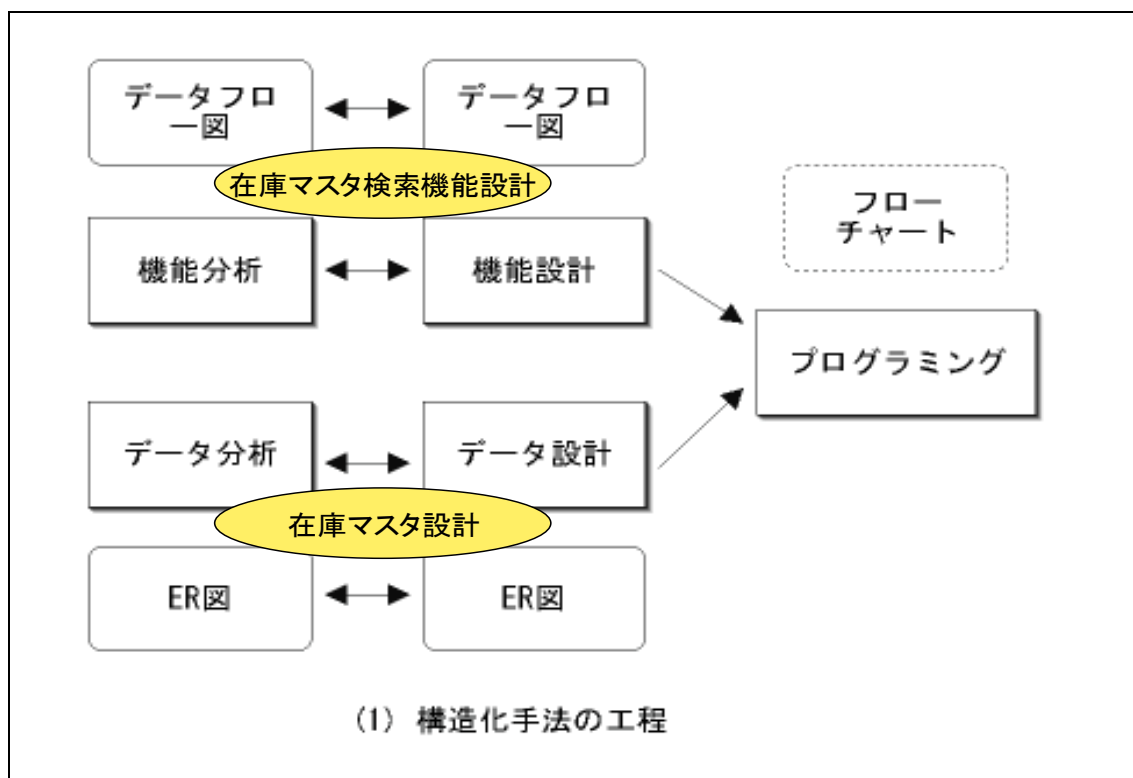 データフロ
ー図
データフロ
ー図
在庫マスタ検索機能設計
フロー
チャート
機能分析
機能設計
プログラミング
データ分析
データ設計
在庫マスタ設計
ER図
ER図
(1) 構造化手法の工程